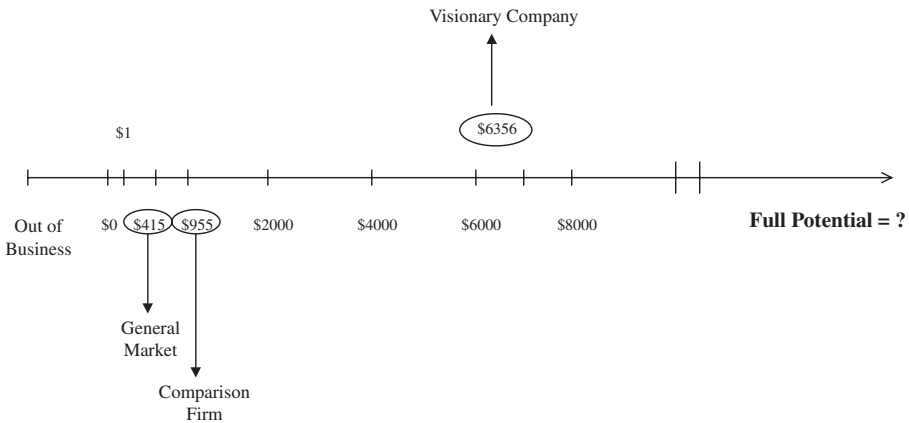 Visionary Company
$6356
$1
Out of
Business
$0 $415 $955 $2000 $4000 $6000 $8000 Full Potential = ?
General
Market
Comparison
Firm